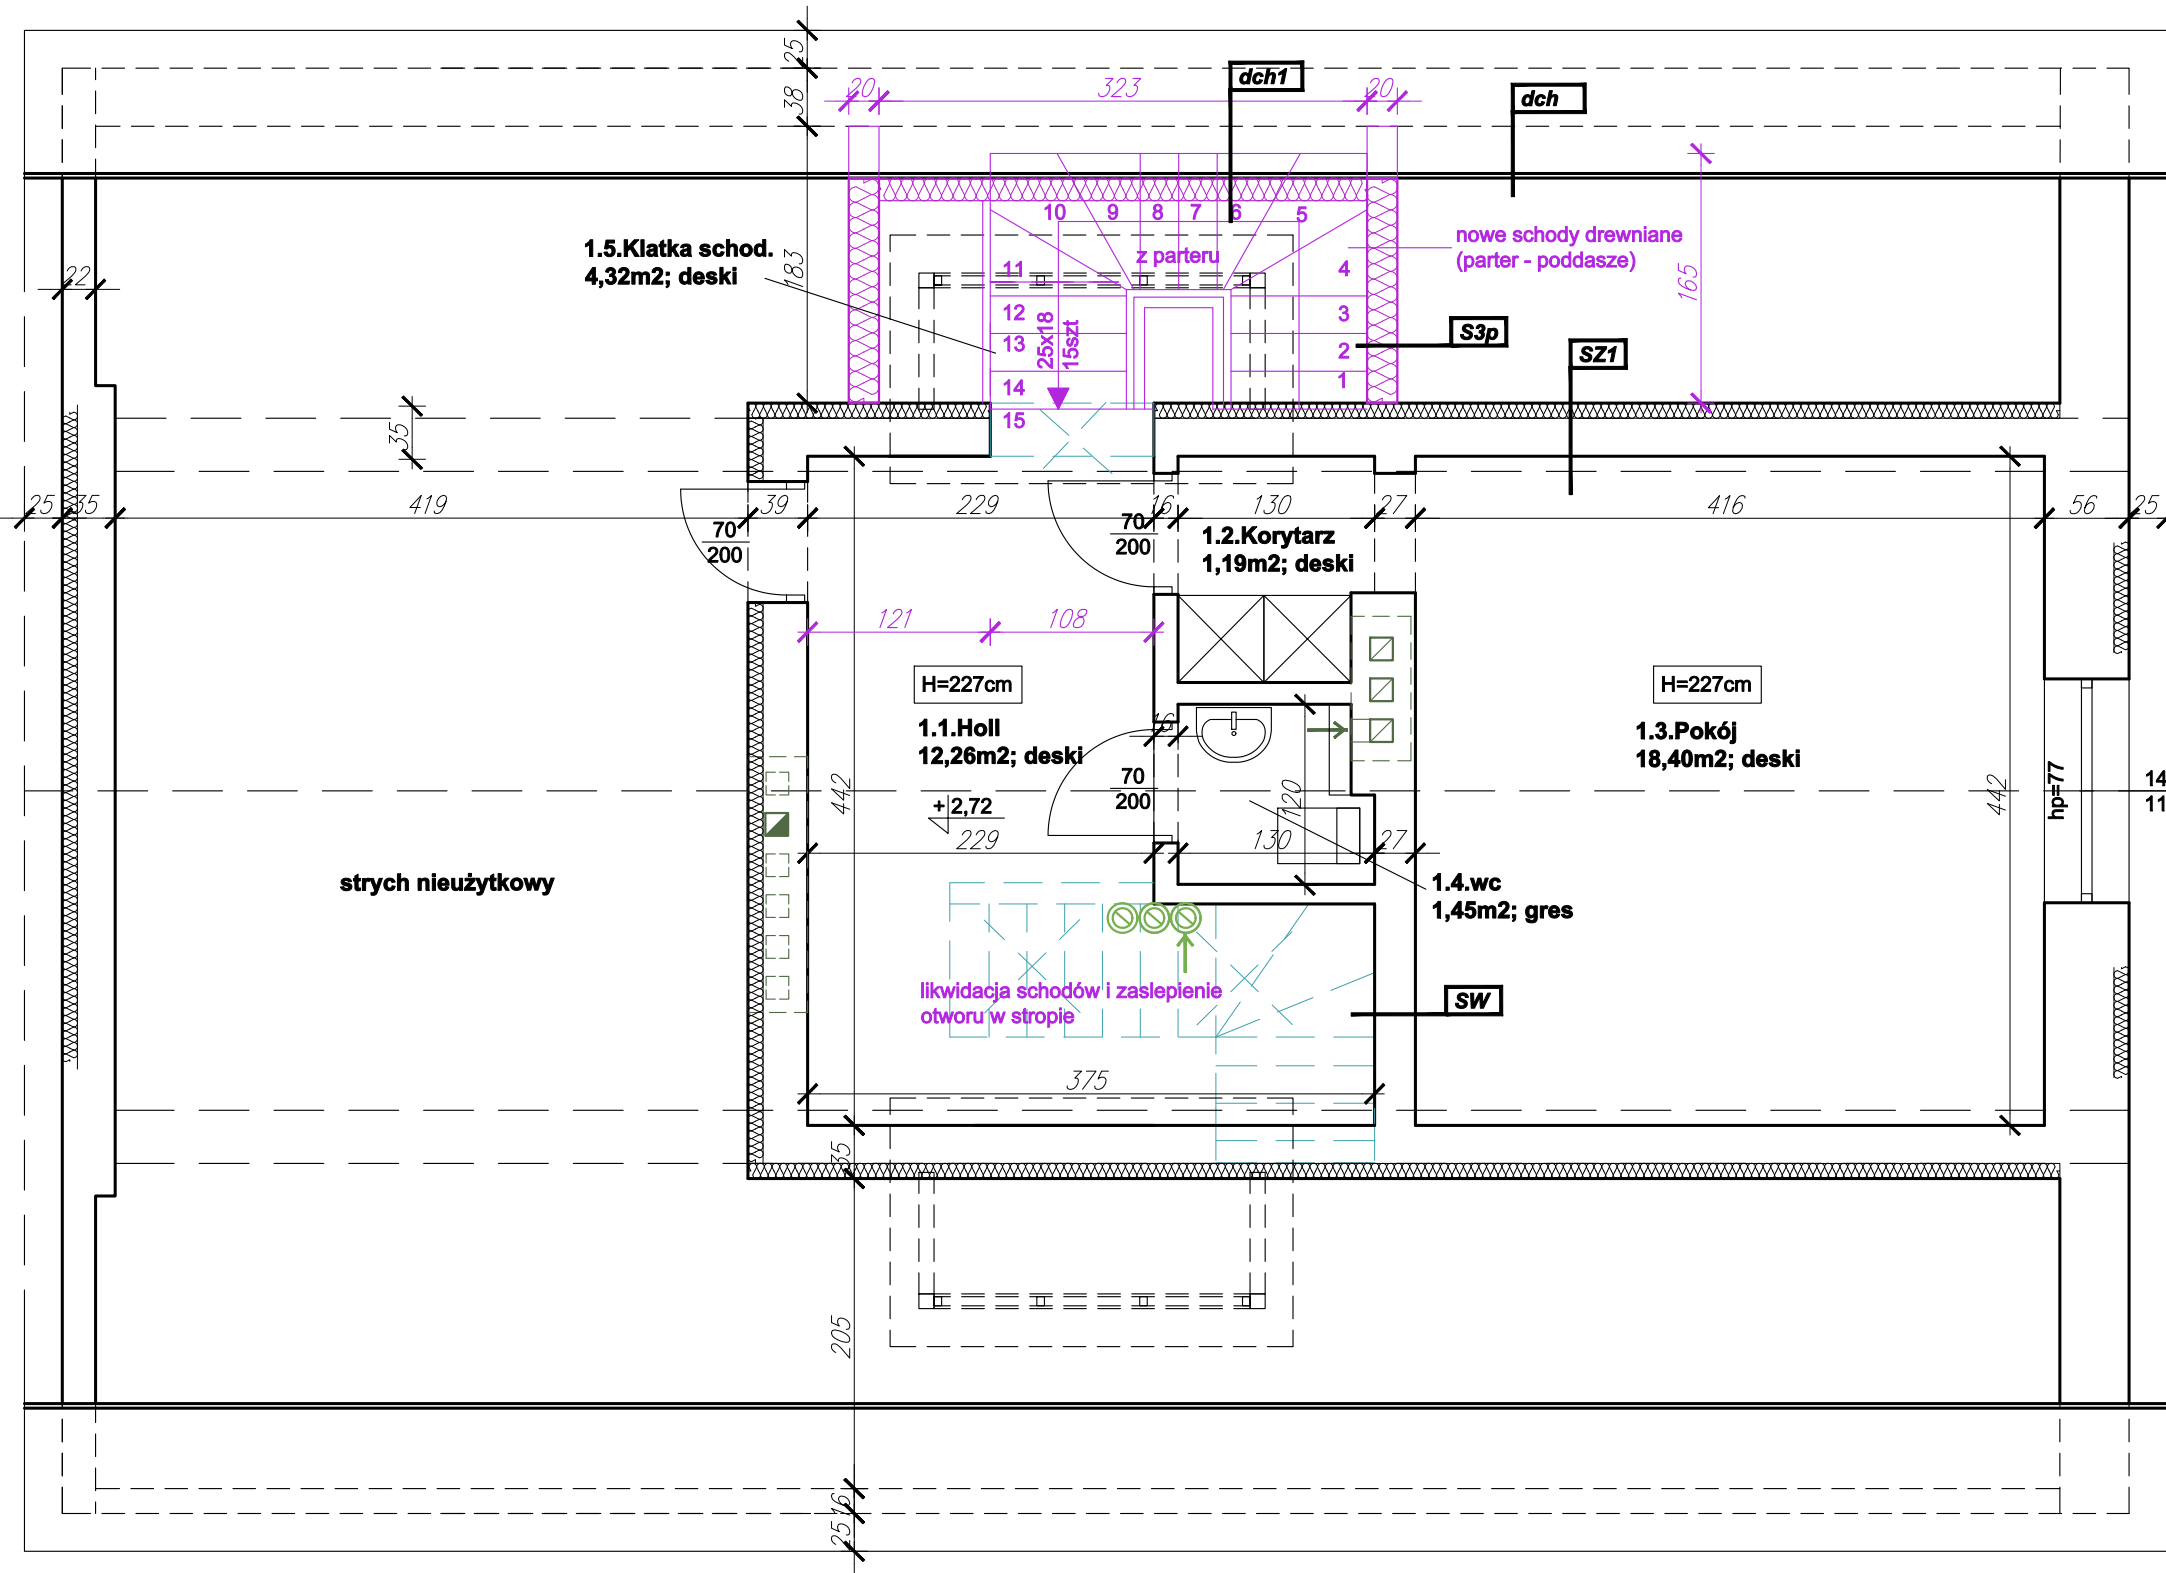 25
38
20
323
20
dch1
dch
10
9
8
7
6
5
1.5.Klatka schod.
4,32m2; deski
183
z parteru
nowe schody drewniane
(parter - poddasze)
165
22
11
4
12
3
13
2
14
1
15
25x18
15szt
S3p
SZ1
35
25
35
419
39
229
16
130
27
416
56
25
70
200
70
200
1.2.Korytarz
1,19m2; deski
121
108
H=227cm
H=227cm
1.1.Holl
12,26m2; deski
16
1.3.Pokój
18,40m2; deski
442
70
200
120
442
hp=77
14
11
+2,72
229
130
27
strych nieużytkowy
1.4.wc
1,45m2; gres
likwidacja schodów i zaslepienie
otworu w stropie
SW
375
35
205
16
25